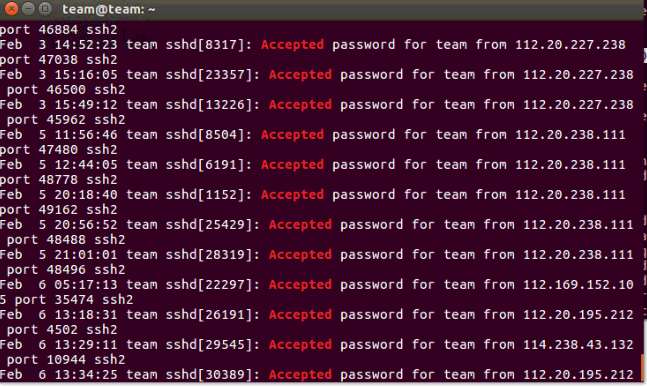 team@team: ~
port 46884 ssh2
Feb  3 14:52:23 team sshd[8317]: Accepted password for team from 112.20.227.238
port 47038 ssh2
Feb  3 15:16:05 team sshd[23357]: Accepted password for team from 112.20.227.238
 port 46500 ssh2
Feb  3 15:49:12 team sshd[13226]: Accepted password for team from 112.20.227.238
 port 45962 ssh2
Feb  5 11:56:46 team sshd[8504]: Accepted password for team from 112.20.238.111
port 47480 ssh2
Feb  5 12:44:05 team sshd[6191]: Accepted password for team from 112.20.238.111
port 48778 ssh2
Feb  5 20:18:40 team sshd[1152]: Accepted password for team from 112.20.238.111
port 49162 ssh2
Feb  5 20:56:52 team sshd[25429]: Accepted password for team from 112.20.238.111
 port 48488 ssh2
Feb  5 21:01:01 team sshd[28319]: Accepted password for team from 112.20.238.111
 port 48496 ssh2
Feb  6 05:17:13 team sshd[22297]: Accepted password for team from 112.169.152.10
5 port 35474 ssh2
Feb  6 13:18:31 team sshd[26191]: Accepted password for team from 112.20.195.212
 port 4502 ssh2
Feb  6 13:29:11 team sshd[29545]: Accepted password for team from 114.238.43.132
 port 10944 ssh2
Feb  6 13:34:25 team sshd[30389]: Accepted password for team from 112.20.195.212